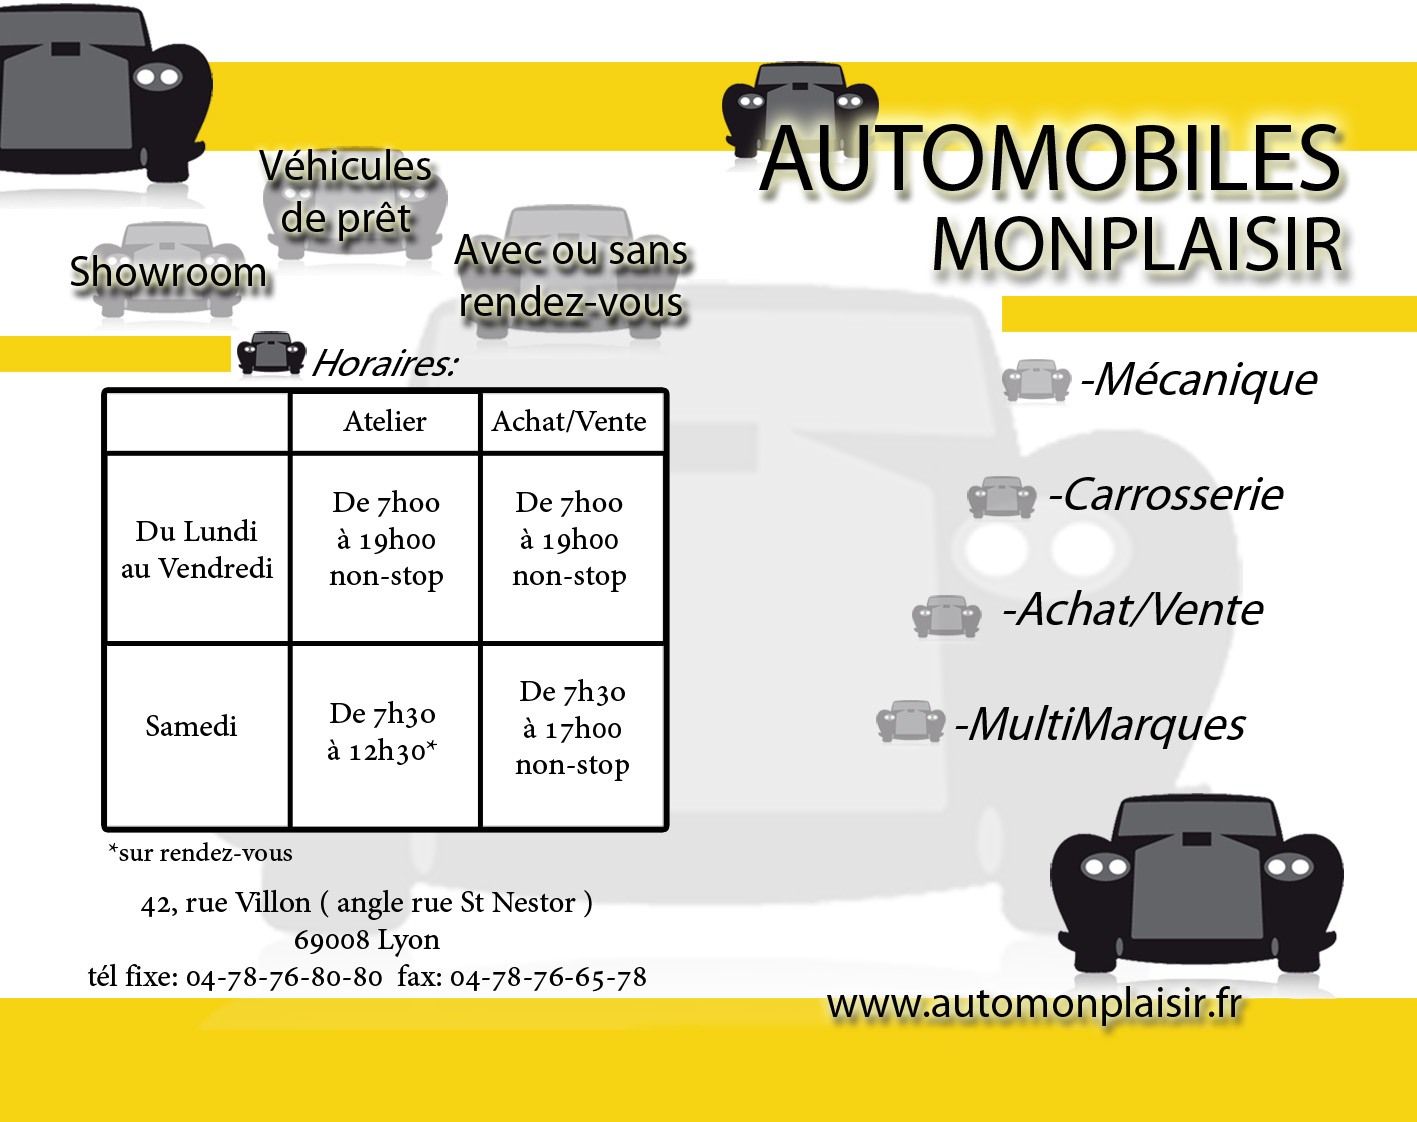 Véhicules
de prêt
Showroom
Avec ou sans
rendez-vous
Horaires:
Atelier
Achat/Vente
Du Lundi
au Vendredi
De 7h00
à 19h00
non-stop
De 7h00
à 19h00
non-stop
Samedi
De 7h30
à 12h30*
De 7h30
à 17h00
non-stop
*sur rendez-vous
42, rue Villon ( angle rue St Nestor )
69008 Lyon
tél fixe: 04-78-76-80-80 fax: 04-78-76-65-78
AUTOMOBILES
MONPLAISIR
-Mécanique
-Carrosserie
-Achat/Vente
-MultiMarques
www.automonplaisir.fr